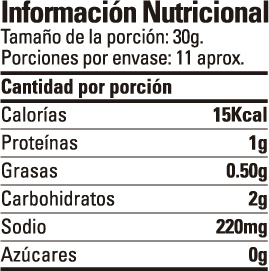 Información Nutricional
Tamaño de la porción: 30g.
Porciones por envase: 11 aprox.
Cantidad por porción
Calorías 15Kcal
Proteínas 1g
Grasas 0.50g
Carbohidratos 2g
Sodio 220mg
Azúcares 0g